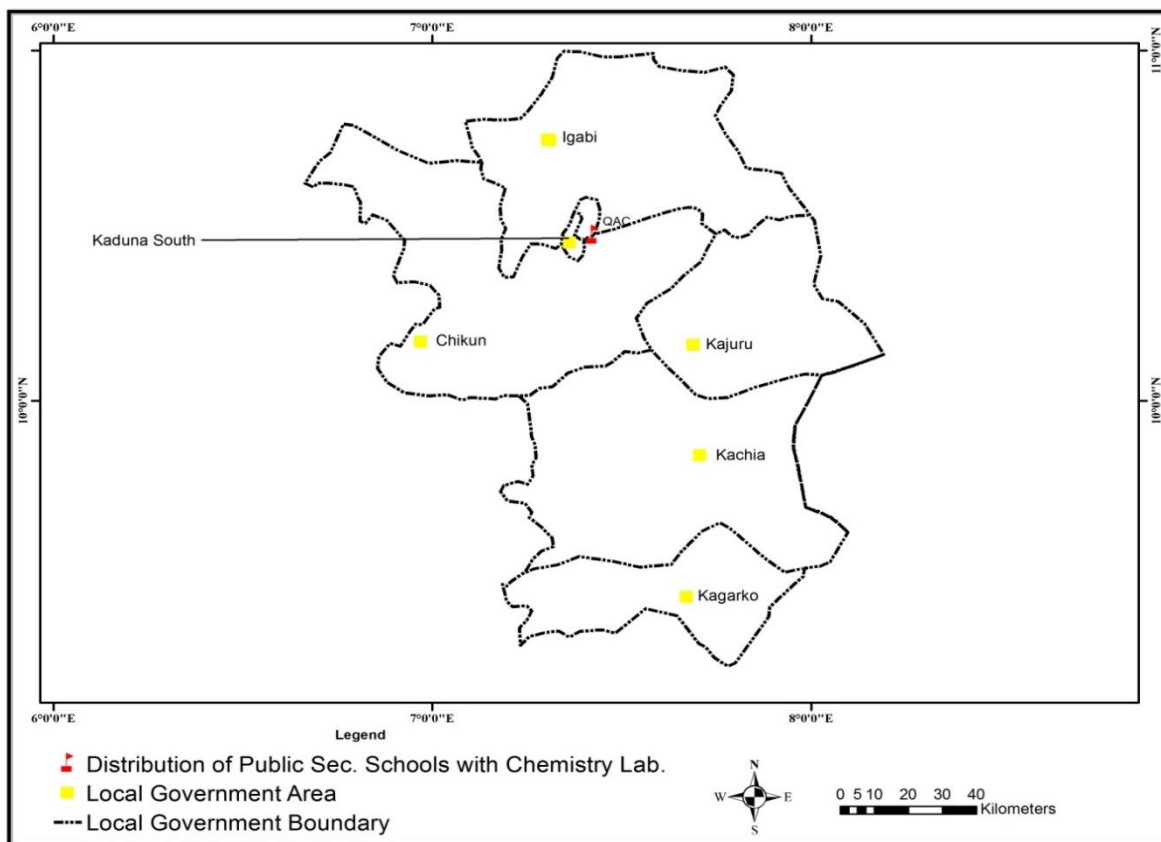 6°0'0"E 7°0'0"E 8°0'0"E
11°0'0"N 11°0'0"N
Igabi
QAC
Kaduna South
Chikun
Kajuru
10°0'0"N 10°0'0"N
Kachia
Kagarko
6°0'0"E 7°0'0"E 8°0'0"E
Legend
Distribution of Public Sec. Schools with Chemistry Lab.
Local Government Area
Local Government Boundary
N
W E
S
0 5 10 20 30 40
Kilometers